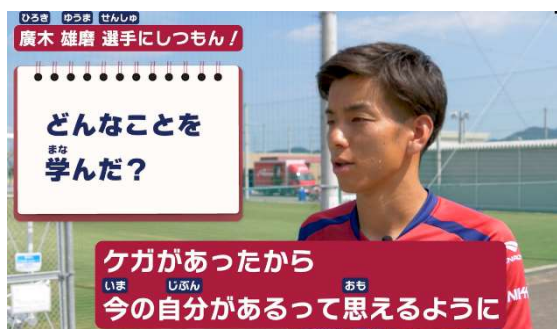 ひろき ゆうま せんしゅ
廣木 雄磨 選手にしつもん!
どんなことを
まな
学んだ?
ケガがあったから
いま じぶん おも
今の自分があるって思えるように